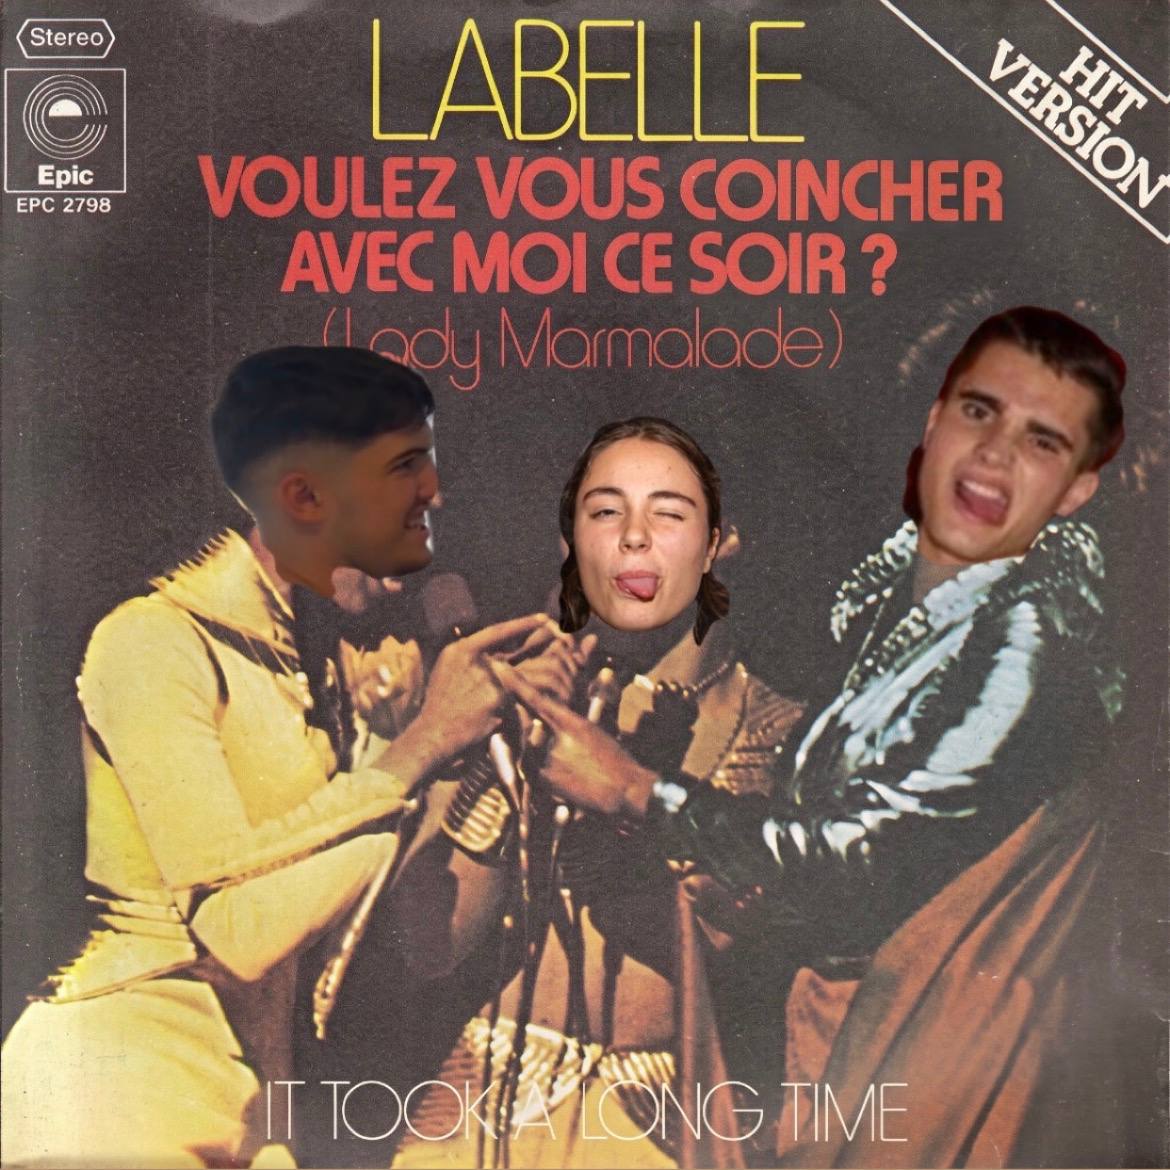 Stereo
Epic
EPC 2798
LABELLE
HIT
VERSION
VOULEZ VOUS COINCHER
AVEC MOI CE SOIR ?
(Lady Marmalade)
IT TOOK A LONG TIME